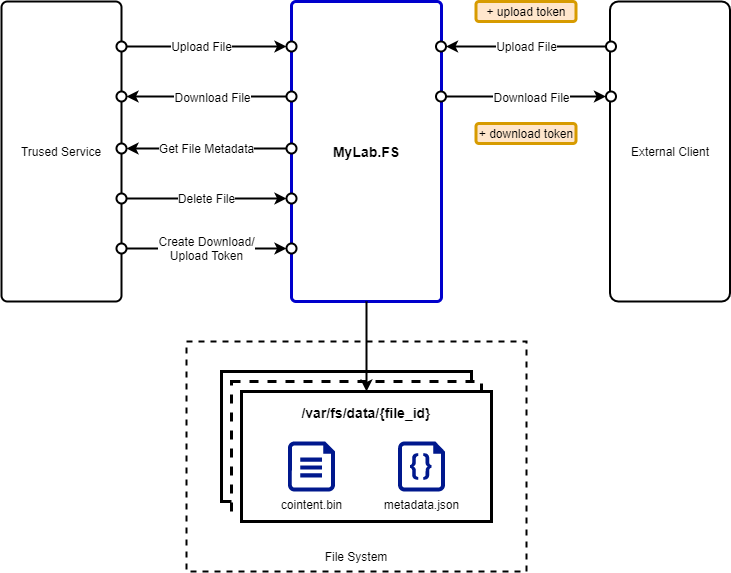 + upload token
Upload File
Upload File
Download File
Download File
+ download token
Trused Service
Get File Metadata
MyLab.FS
External Client
Delete File
Create Download/
Upload Token
/var/fs/data/{file_id}
cointent.bin
metadata.json
File System